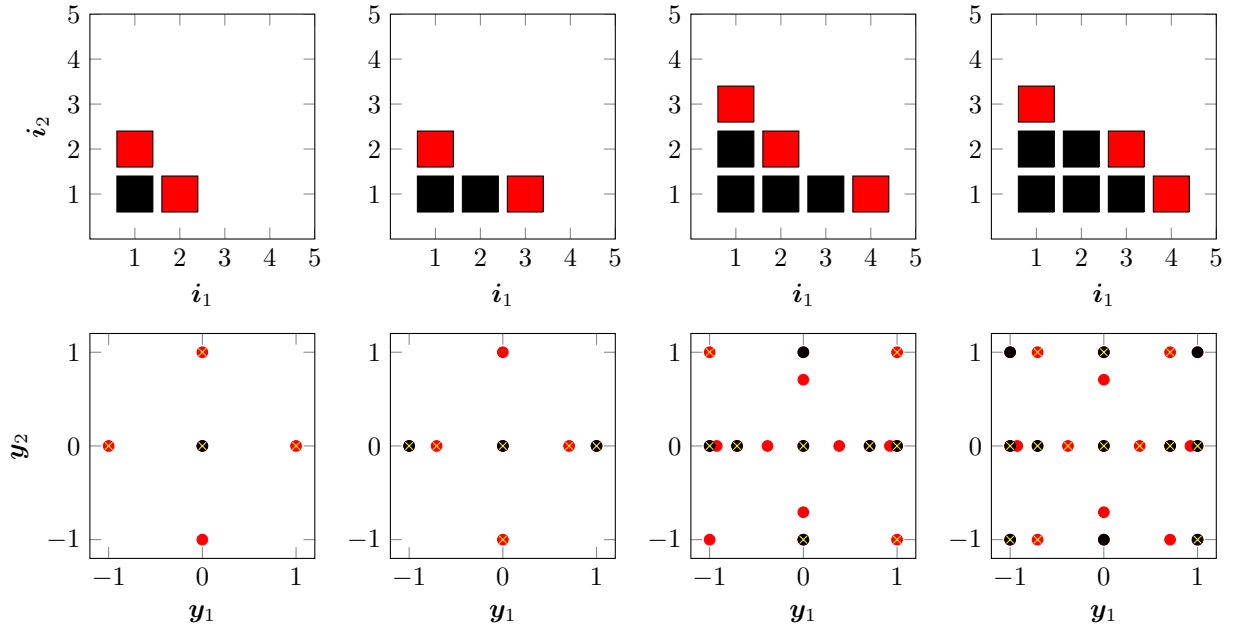 5 5 5 5
4 4 4 4
3 3 3 3
i₂ 2 2 2 2
1 1 1 1
1 2 3 4 5 1 2 3 4 5 1 2 3 4 5 1 2 3 4 5
i₁ i₁ i₁ i₁
1 1 1 1
y₂ 0 0 0 0
−1 −1 −1 −1
−1 0 1 −1 0 1 −1 0 1 −1 0 1
y₁ y₁ y₁ y₁